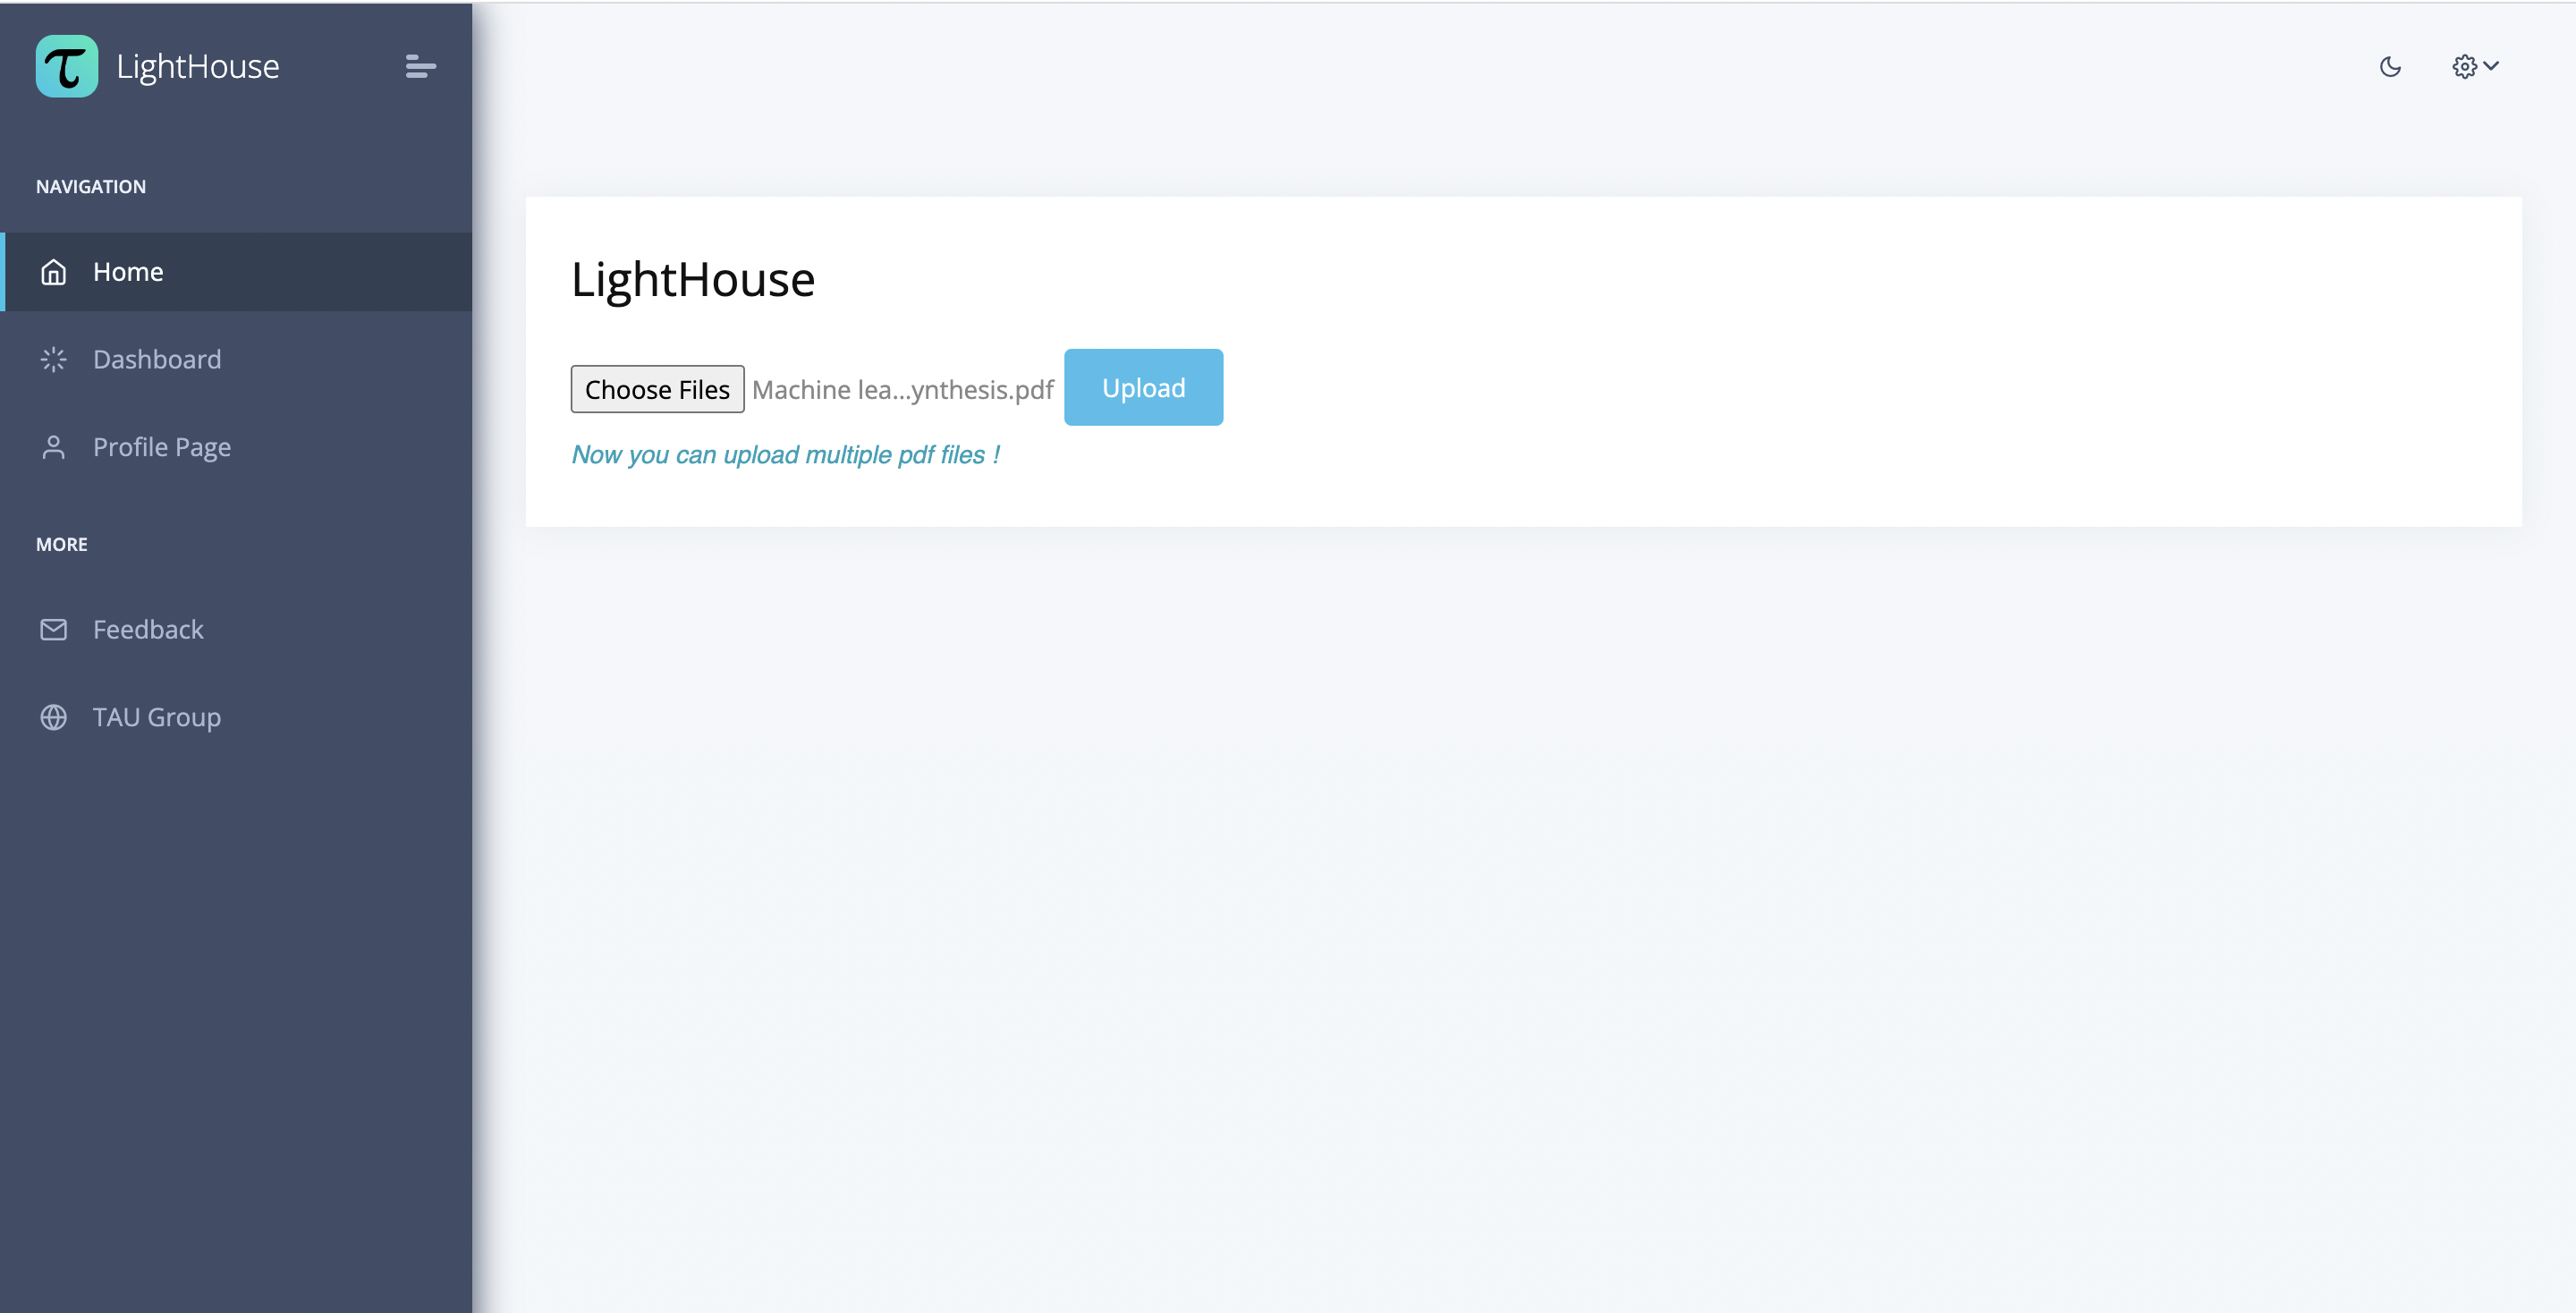 τ LightHouse
NAVIGATION
Home
Dashboard
Profile Page
MORE
Feedback
TAU Group
LightHouse
Choose Files Machine lea...ynthesis.pdf Upload
Now you can upload multiple pdf files !